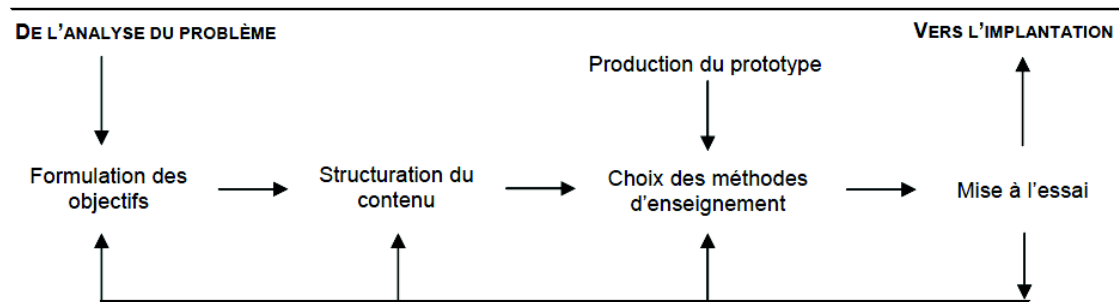 DE L'ANALYSE DU PROBLÈME
VERS L'IMPLANTATION
Production du prototype
Formulation des
objectifs
Structuration du
contenu
Choix des méthodes
d'enseignement
Mise à l'essai